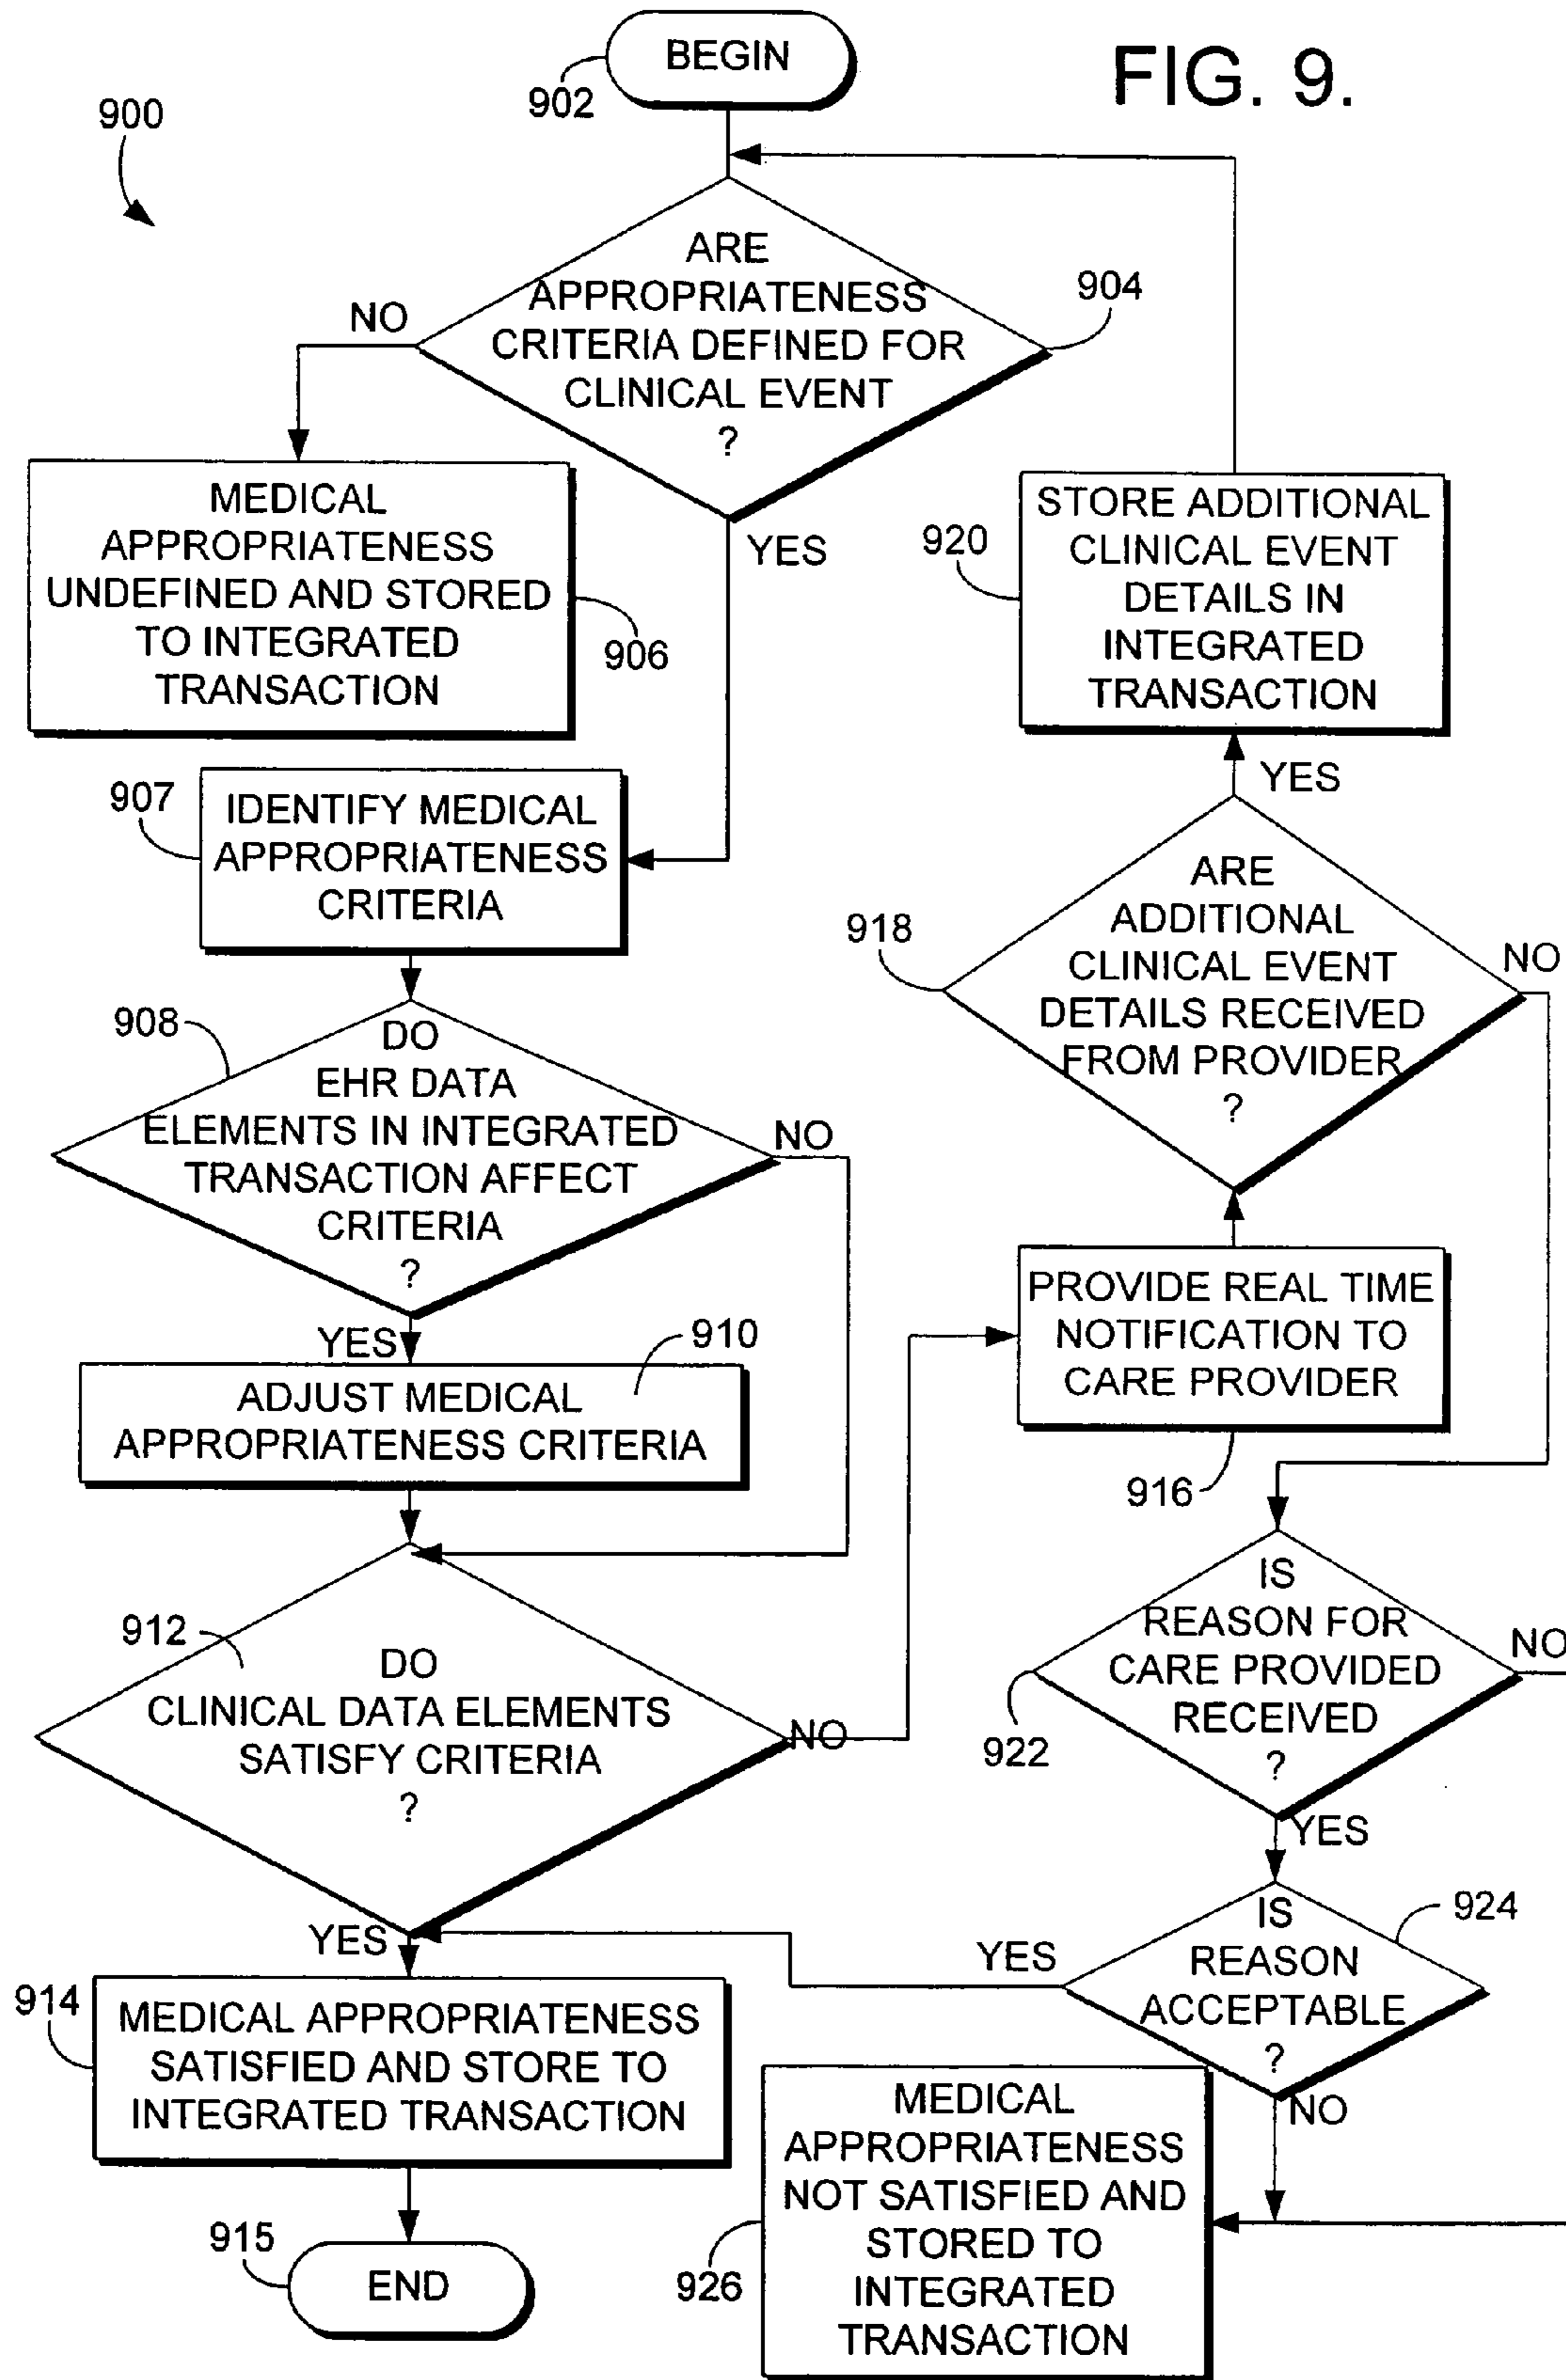 BEGIN
902
FIG. 9.
900
ARE
APPROPRIATENESS
CRITERIA DEFINED FOR
CLINICAL EVENT
?
904
NO
YES
MEDICAL
APPROPRIATENESS
UNDEFINED AND STORED
TO INTEGRATED
TRANSACTION
906
907
IDENTIFY MEDICAL
APPROPRIATENESS
CRITERIA
908
DO
EHR DATA
ELEMENTS IN INTEGRATED
TRANSACTION AFFECT
CRITERIA
?
NO
YES
910
ADJUST MEDICAL
APPROPRIATENESS CRITERIA
912
DO
CLINICAL DATA ELEMENTS
SATISFY CRITERIA
?
NO
YES
914
MEDICAL APPROPRIATENESS
SATISFIED AND STORE TO
INTEGRATED TRANSACTION
915
END
920
STORE ADDITIONAL
CLINICAL EVENT
DETAILS IN
INTEGRATED
TRANSACTION
YES
918
ARE
ADDITIONAL
CLINICAL EVENT
DETAILS RECEIVED
FROM PROVIDER
?
NO
PROVIDE REAL TIME
NOTIFICATION TO
CARE PROVIDER
916
IS
REASON FOR
CARE PROVIDED
RECEIVED
?
922
NO
YES
924
IS
REASON
ACCEPTABLE
?
YES
NO
MEDICAL
APPROPRIATENESS
NOT SATISFIED AND
STORED TO
INTEGRATED
TRANSACTION
926